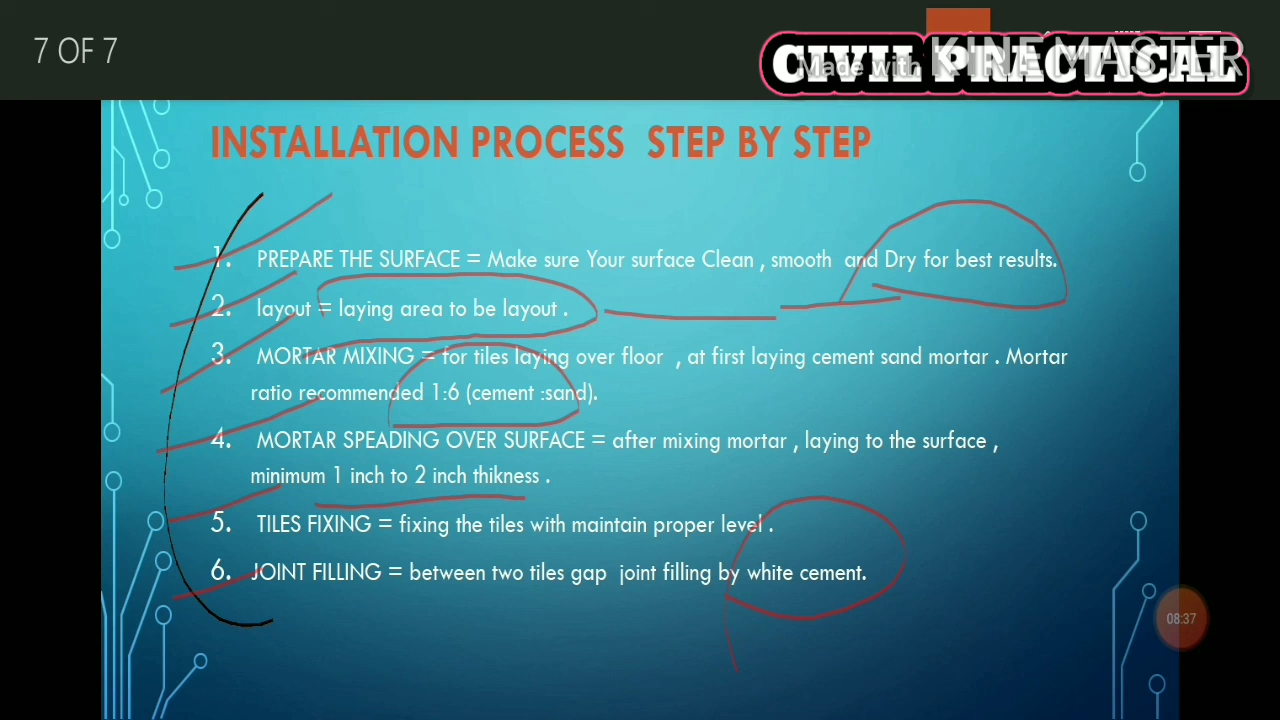 7 OF 7
CIVIL PRACTICAL
Made with KINEMASTER
INSTALLATION PROCESS STEP BY STEP
1. PREPARE THE SURFACE = Make sure Your surface Clean , smooth and Dry for best results.
2. layout = laying area to be layout .
3. MORTAR MIXING = for tiles laying over floor , at first laying cement sand mortar . Mortar
ratio recommended 1:6 (cement :sand).
4. MORTAR SPEADING OVER SURFACE = after mixing mortar , laying to the surface ,
minimum 1 inch to 2 inch thikness .
5. TILES FIXING = fixing the tiles with maintain proper level .
6. JOINT FILLING = between two tiles gap joint filling by white cement.
08:37